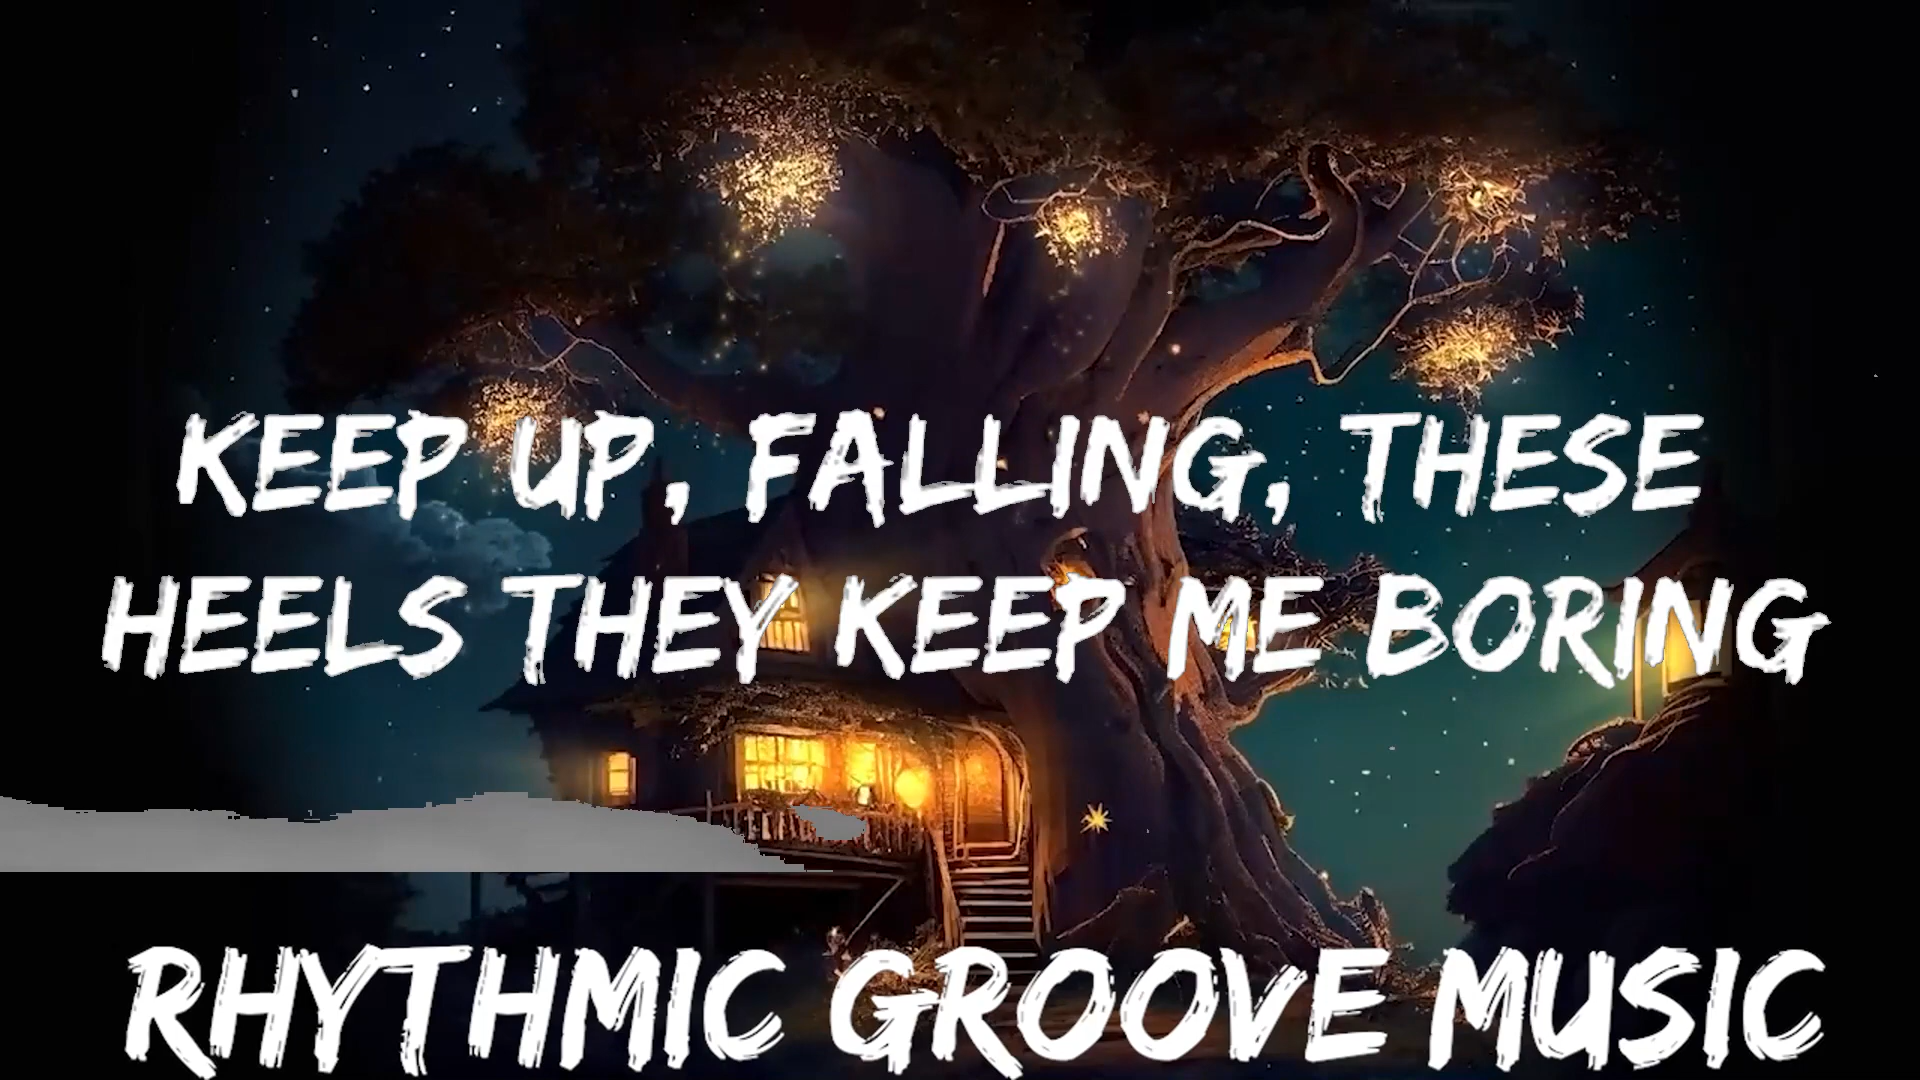 KEEP UP, FALLING, THESE
HEELS THEY KEEP ME BORING
RHYTHMIC GROOVE MUSIC